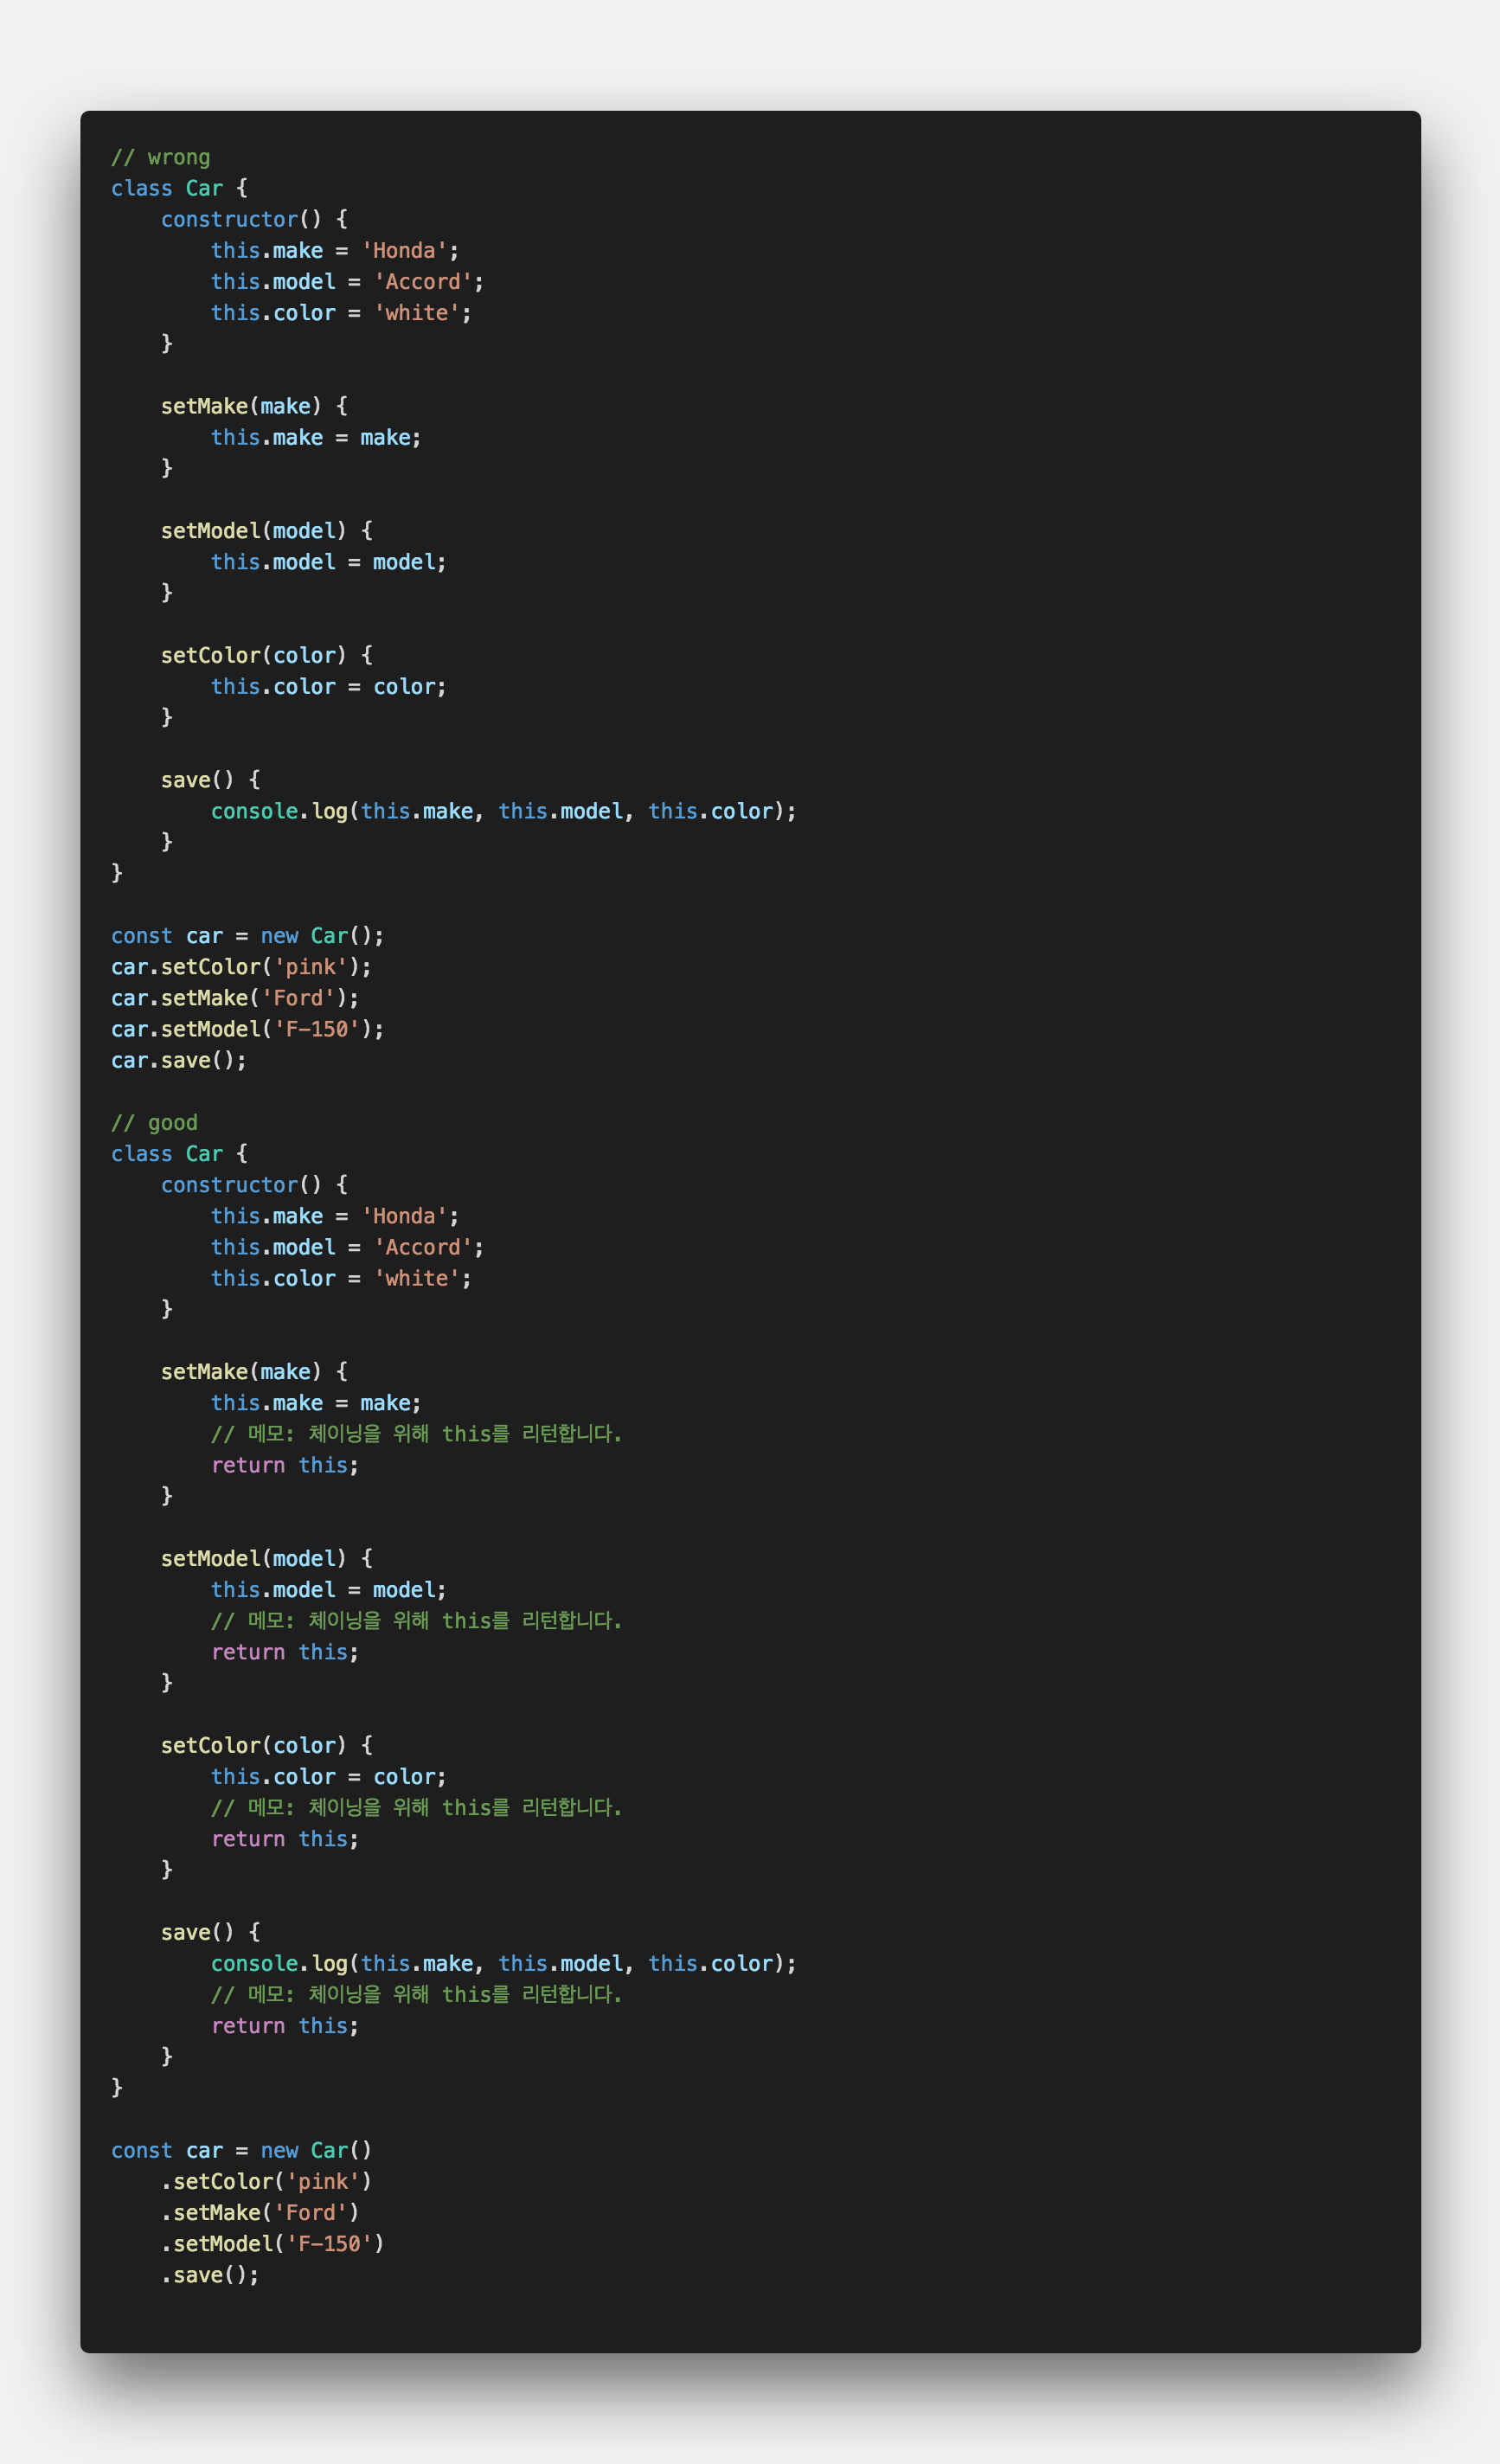 // wrong
class Car {
    constructor() {
        this.make = 'Honda';
        this.model = 'Accord';
        this.color = 'white';
    }

    setMake(make) {
        this.make = make;
    }

    setModel(model) {
        this.model = model;
    }

    setColor(color) {
        this.color = color;
    }

    save() {
        console.log(this.make, this.model, this.color);
    }
}

const car = new Car();
car.setColor('pink');
car.setMake('Ford');
car.setModel('F-150');
car.save();

// good
class Car {
    constructor() {
        this.make = 'Honda';
        this.model = 'Accord';
        this.color = 'white';
    }

    setMake(make) {
        this.make = make;
        // 메모: 체이닝을 위해 this를 리턴합니다.
        return this;
    }

    setModel(model) {
        this.model = model;
        // 메모: 체이닝을 위해 this를 리턴합니다.
        return this;
    }

    setColor(color) {
        this.color = color;
        // 메모: 체이닝을 위해 this를 리턴합니다.
        return this;
    }

    save() {
        console.log(this.make, this.model, this.color);
        // 메모: 체이닝을 위해 this를 리턴합니다.
        return this;
    }
}

const car = new Car()
    .setColor('pink')
    .setMake('Ford')
    .setModel('F-150')
    .save();